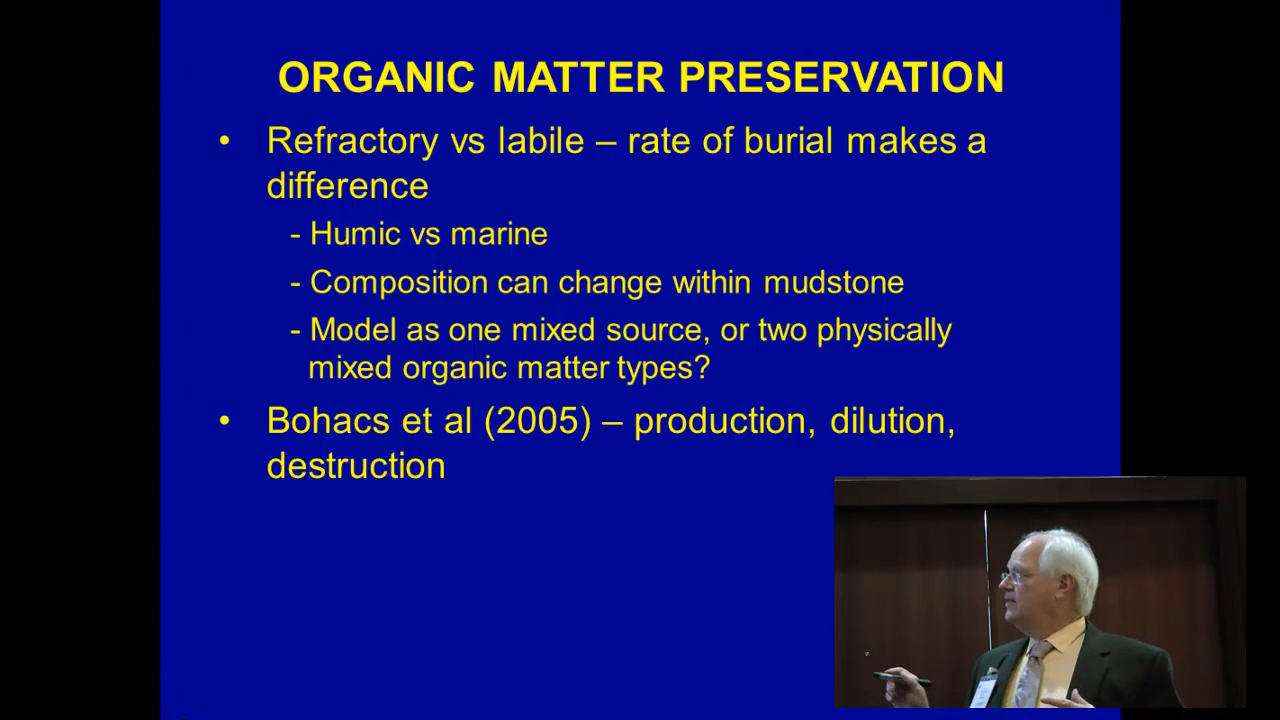 ORGANIC MATTER PRESERVATION
• Refractory vs labile – rate of burial makes a
difference
- Humic vs marine
- Composition can change within mudstone
- Model as one mixed source, or two physically
mixed organic matter types?
• Bohacs et al (2005) – production, dilution,
destruction